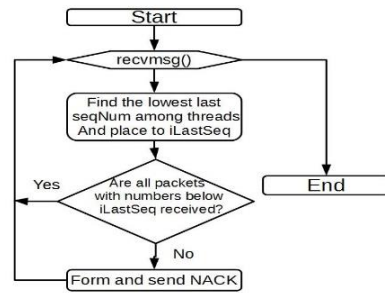 Start
recvmsg()
Find the lowest last
seqNum among threads
And place to iLastSeq
Are all packets
with numbers below
iLastSeq received?
Yes
End
No
Form and send NACK